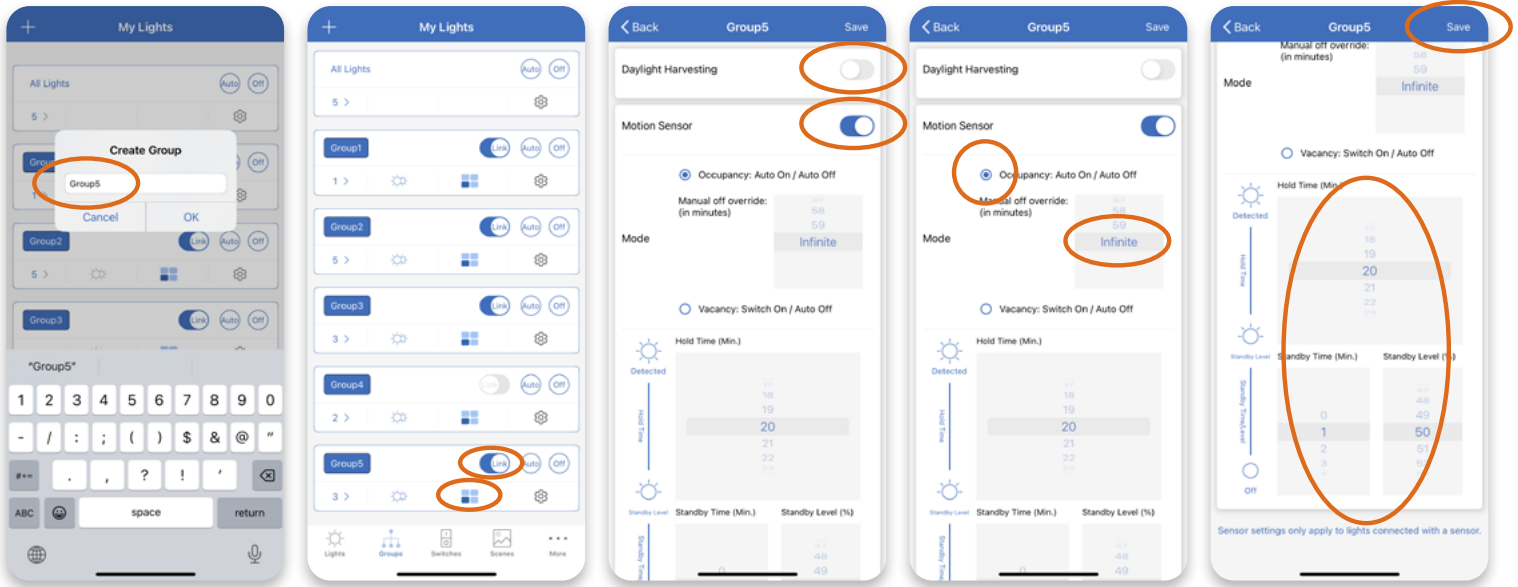 My Lights
All Lights
Auto
Off
5 >
Create Group
Group5
Cancel
OK
1 >
Group2
Link
Auto
Off
5 >
Group3
Link
Auto
Off
"Group5"
1 2 3 4 5 6 7 8 9 0
- / : ; ( ) $ & @ "
#+= . , ? ! '
ABC
space
return
My Lights
All Lights
Auto
Off
5 >
Group1
Link
Auto
Off
1 >
Group2
Link
Auto
Off
5 >
Group3
Link
Auto
Off
3 >
Group4
Link
Auto
Off
2 >
Group5
Link
Auto
Off
3 >
Lights
Groups
Switches
Scenes
More
Back
Group5
Save
Daylight Harvesting
Motion Sensor
Occupancy: Auto On / Auto Off
Manual off override:
(in minutes)
58
59
Mode
Infinite
Vacancy: Switch On / Auto Off
Hold Time (Min.)
Detected
18
Hold Time
19
20
21
22
Standby Level
Standby Time (Min.)
Standby Level (%)
48
0
49
Back
Group5
Save
Daylight Harvesting
Motion Sensor
Occupancy: Auto On / Auto Off
Manual off override:
(in minutes)
58
59
Mode
Infinite
Vacancy: Switch On / Auto Off
Hold Time (Min.)
Detected
18
Hold Time
19
20
21
22
Standby Level
Standby Time (Min.)
Standby Level (%)
48
0
49
Back
Group5
Save
Manual off override:
(in minutes)
58
59
Mode
Infinite
Vacancy: Switch On / Auto Off
Hold Time (Min.)
Detected
18
Hold Time
19
20
21
22
Standby Level
Standby Time (Min.)
Standby Level (%)
Standby Time/Level
48
0
49
1
50
2
51
3
Off
Sensor settings only apply to lights connected with a sensor.